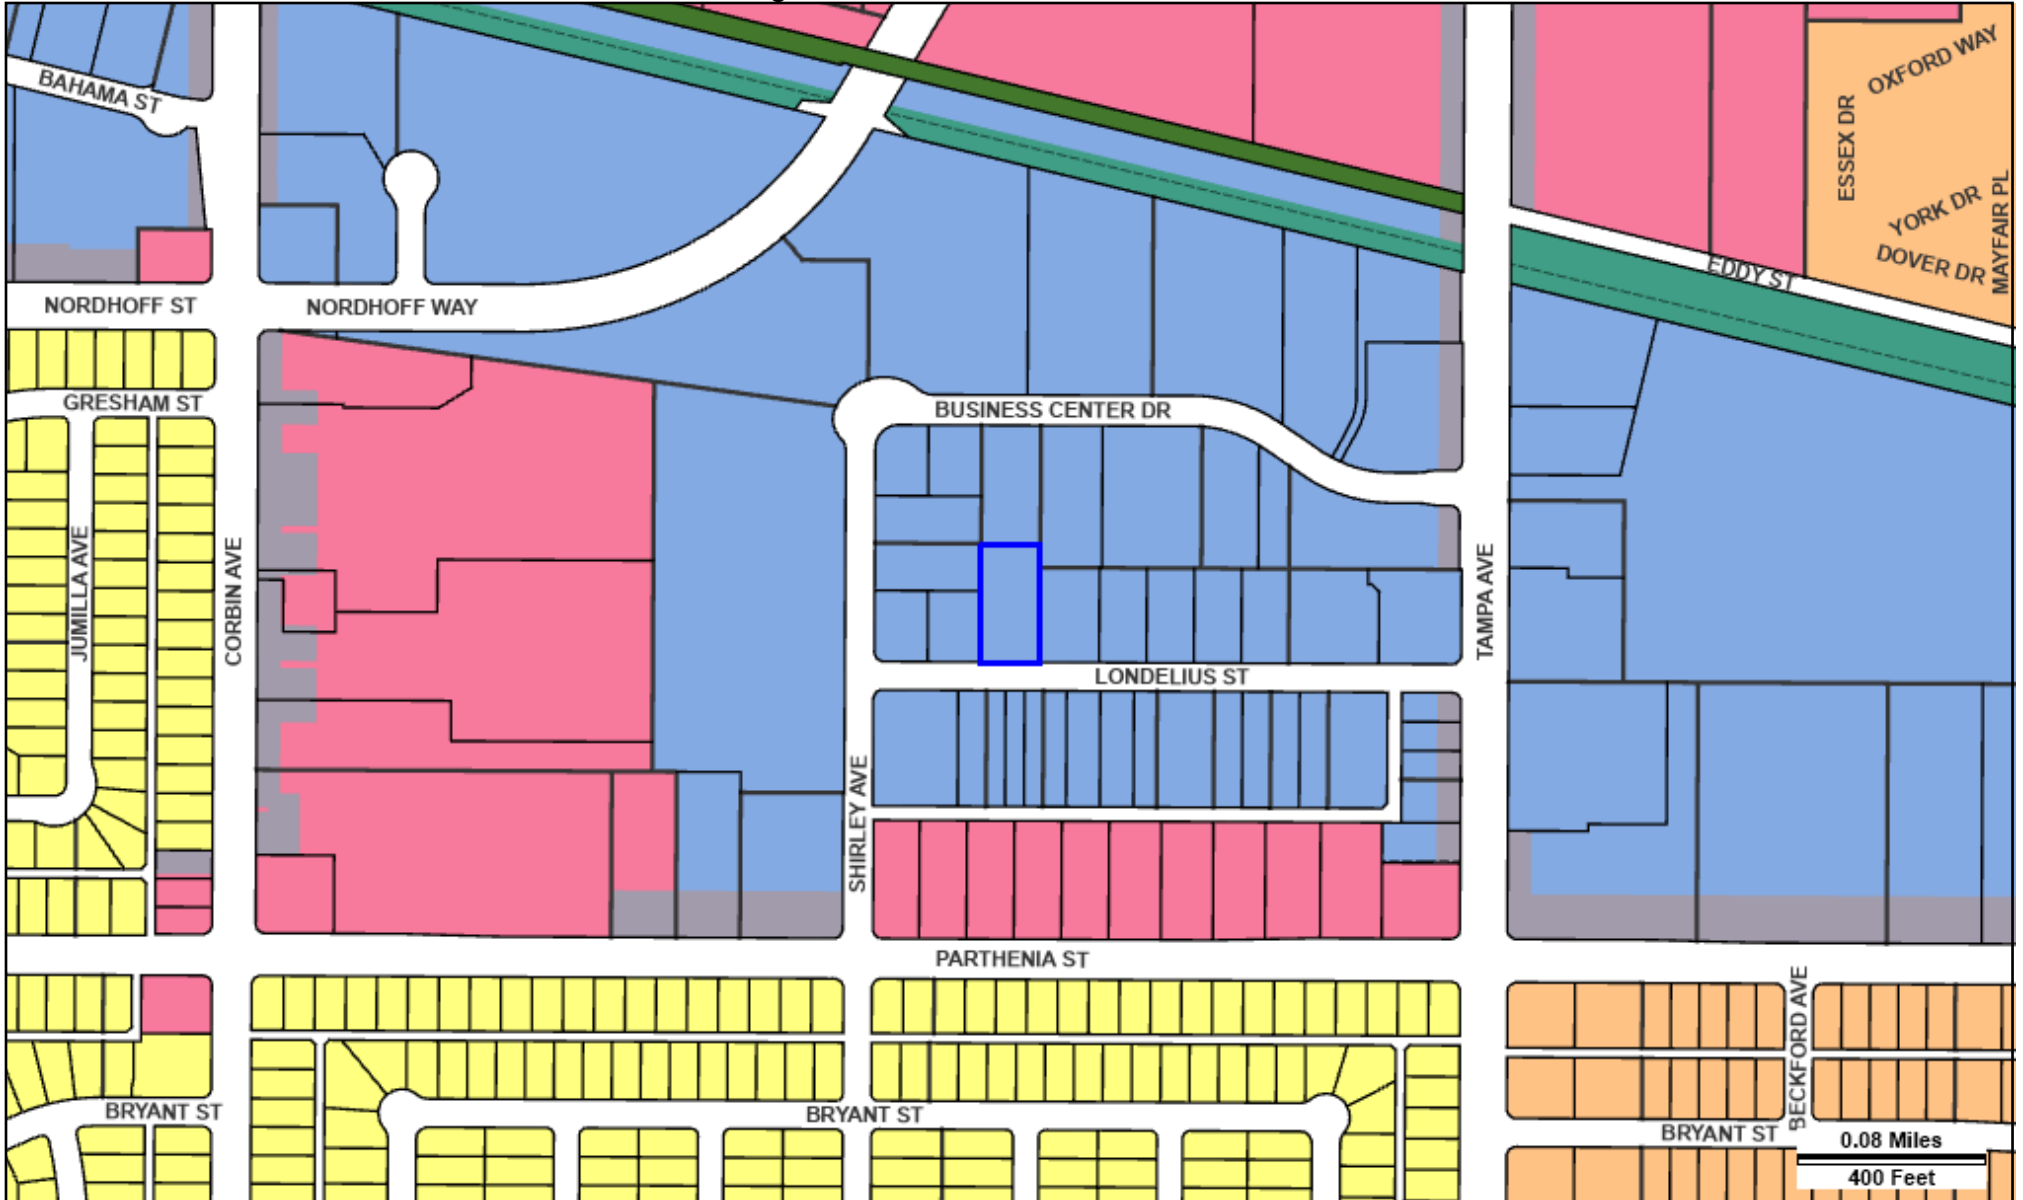 OXFORD WAY
BAHAMA ST
ESSEX DR
YORK DR
MAYFAIR PL
DOVER DR
EDDY ST
NORDHOFF ST
NORDHOFF WAY
GRESHAM ST
BUSINESS CENTER DR
JUMILLA AVE
CORBIN AVE
TAMPA AVE
LONDELIUS ST
SHIRLEY AVE
PARTHENIA ST
BECKFORD AVE
BRYANT ST
BRYANT ST
BRYANT ST
0.08 Miles
400 Feet